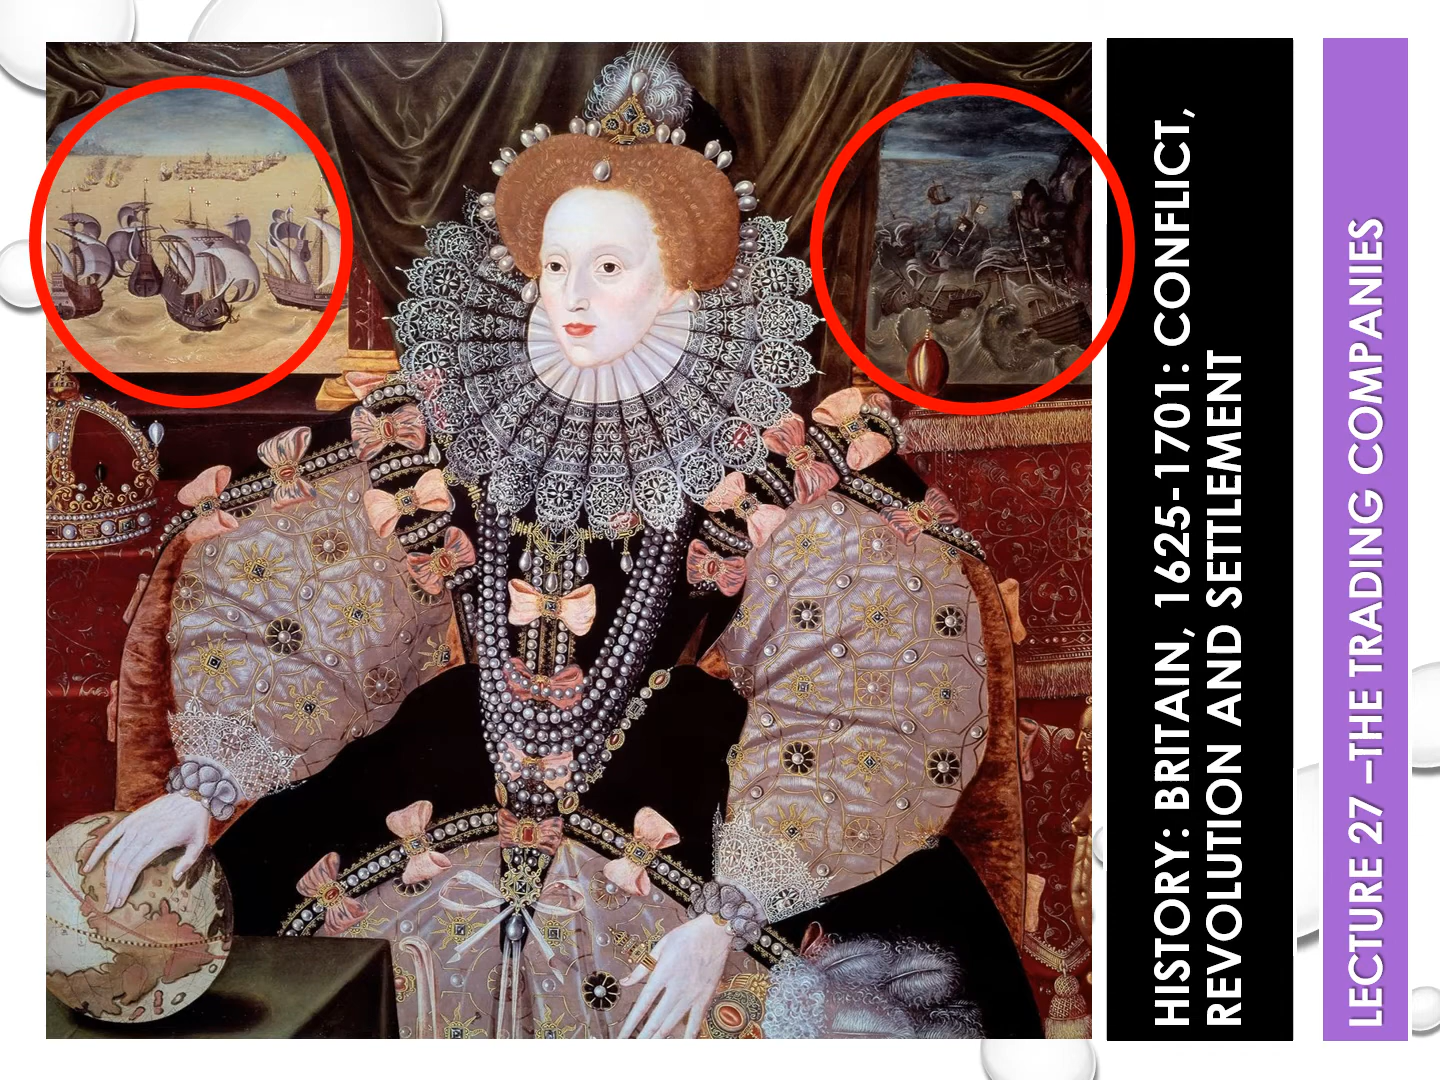 HISTORY: BRITAIN, 1625-1701: CONFLICT,
REVOLUTION AND SETTLEMENT
LECTURE 27 –THE TRADING COMPANIES